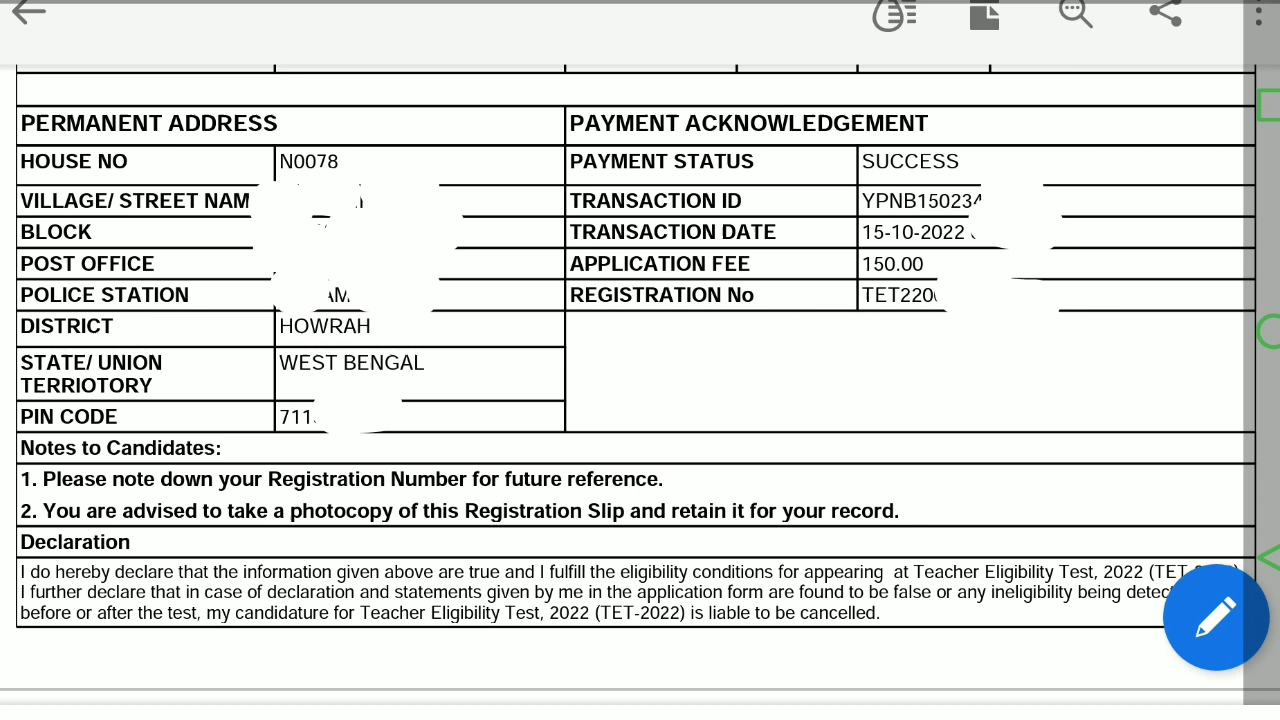 PERMANENT ADDRESS PAYMENT ACKNOWLEDGEMENT
HOUSE NO N0078 PAYMENT STATUS SUCCESS
VILLAGE/ STREET NAM TRANSACTION ID YPNB150234
BLOCK TRANSACTION DATE 15-10-2022
POST OFFICE APPLICATION FEE 150.00
POLICE STATION AM REGISTRATION No TET220
DISTRICT HOWRAH
STATE/ UNION WEST BENGAL
TERRIOTORY
PIN CODE 711
Notes to Candidates:
1. Please note down your Registration Number for future reference.
2. You are advised to take a photocopy of this Registration Slip and retain it for your record.
Declaration
I do hereby declare that the information given above are true and I fulfill the eligibility conditions for appearing at Teacher Eligibility Test, 2022
I further declare that in case of declaration and statements given by me in the application form are found to be false or any ineligibility being
before or after the test, my candidature for Teacher Eligibility Test, 2022 (TET-2022) is liable to be cancelled.